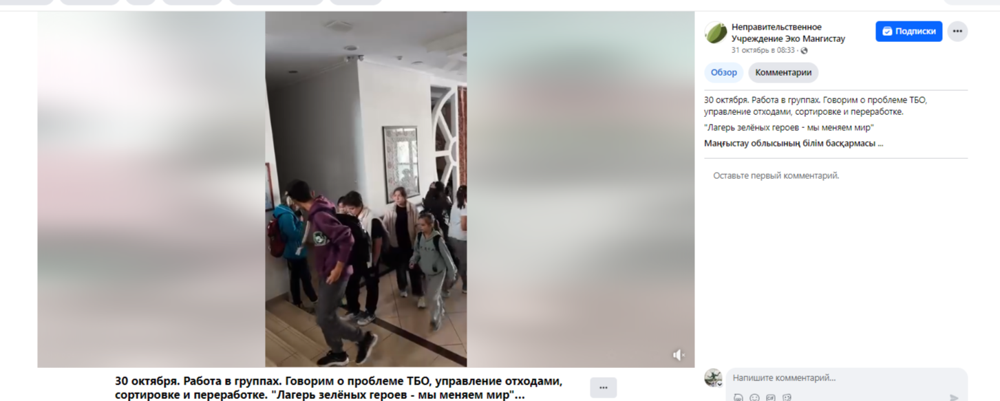 Неправительственное
Учреждение Эко Мангистау
31 октябрь в 08:33 ·
Подписки
Обзор
Комментарии
30 октября. Работа в группах. Говорим о проблеме ТБО,
управление отходами, сортировке и переработке.
"Лагерь зелёных героев - мы меняем мир"
Маңғыстау облысының білім басқармасы ...
Оставьте первый комментарий.
30 октября. Работа в группах. Говорим о проблеме ТБО, управление отходами,
сортировке и переработке. "Лагерь зелёных героев - мы меняем мир"...
Напишите комментарий...